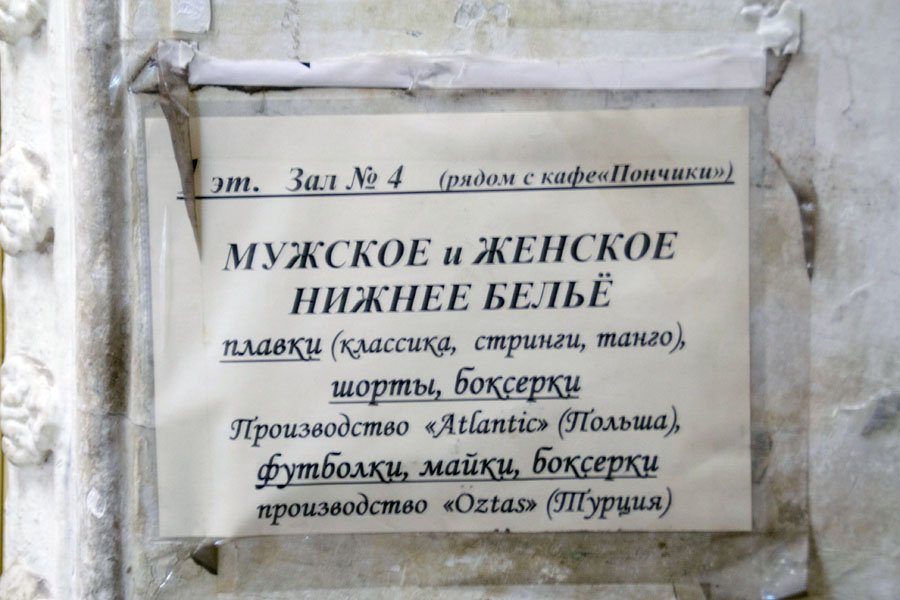 эт. Зал № 4 (рядом с кафе«Пончики»)
МУЖСКОЕ и ЖЕНСКОЕ
НИЖНЕЕ БЕЛЬЁ
плавки (классика, стринги, танго),
шорты, боксерки
Производство «Atlantic» (Польша),
футболки, майки, боксерки
производство «Oztas» (Турция)